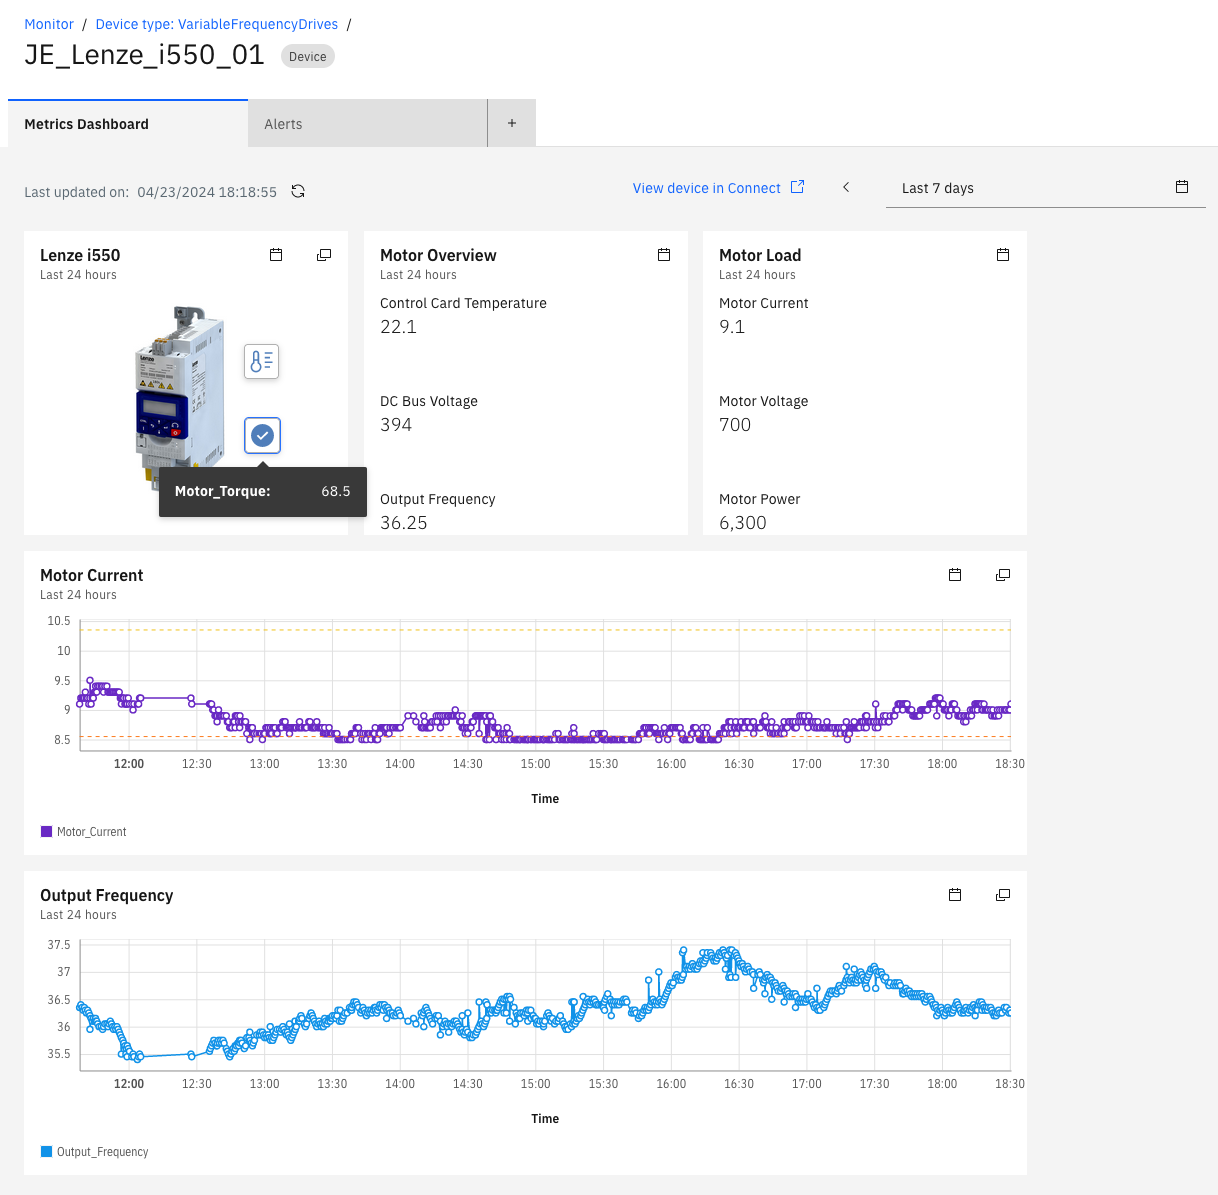 Monitor / Device type: VariableFrequencyDrives /
JE_Lenze_i550_01 Device
Metrics Dashboard Alerts +
Last updated on: 04/23/2024 18:18:55 View device in Connect Last 7 days
Lenze i550
Last 24 hours
Lenze
Motor_Torque: 68.5
Motor Overview
Last 24 hours
Control Card Temperature
22.1
DC Bus Voltage
394
Output Frequency
36.25
Motor Load
Last 24 hours
Motor Current
9.1
Motor Voltage
700
Motor Power
6,300
Motor Current
Last 24 hours
10.5
10
9.5
9
8.5
12:00 12:30 13:00 13:30 14:00 14:30 15:00 15:30 16:00 16:30 17:00 17:30 18:00 18:30
Time
Motor_Current
Output Frequency
Last 24 hours
37.5
37
36.5
36
35.5
12:00 12:30 13:00 13:30 14:00 14:30 15:00 15:30 16:00 16:30 17:00 17:30 18:00 18:30
Time
Output_Frequency